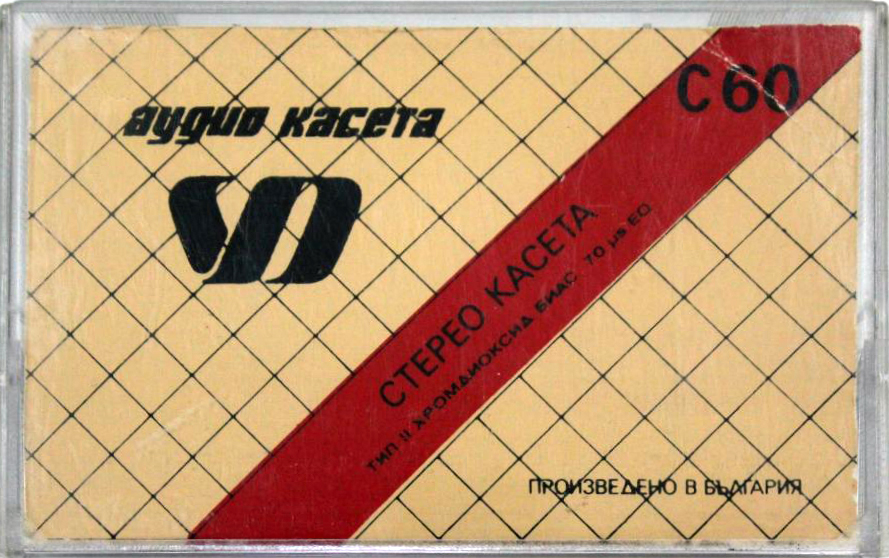 C60
аудио касета
СТЕРЕО КАСЕТА
ТИП II ХРОМДИОКСИД БИАС 70 µs EQ
ПРОИЗВЕДЕНО В БЪЛГАРИЯ